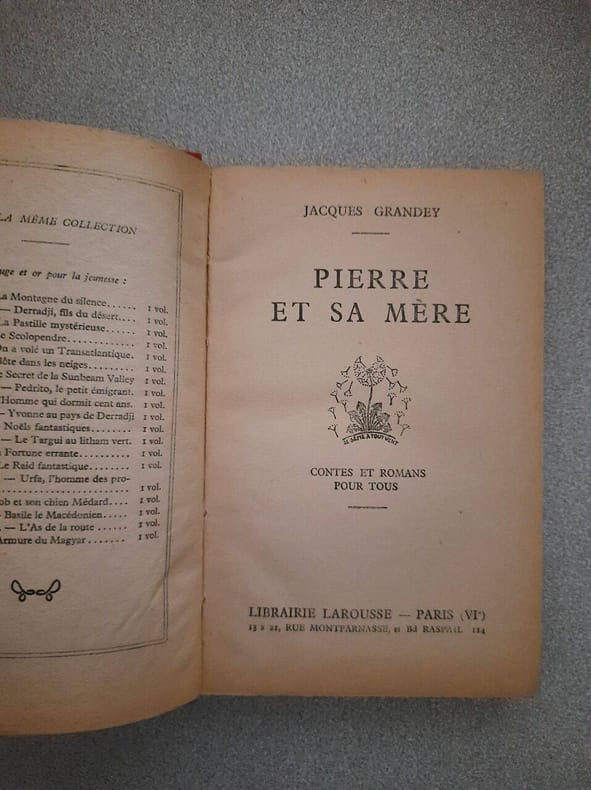 LA MÊME COLLECTION
uge et or pour la jeunesse :
La Montagne du silence...... 1 vol.
— Derradji, fils du désert.... 1 vol.
La Pastille mystérieuse...... 1 vol.
e Scolopendre.......... 1 vol.
On a volé un Transatlantique. 1 vol.
ête dans les neiges........ 1 vol.
e Secret de la Sunbeam Valley 1 vol.
— Pedrito, le petit émigrant. 1 vol.
'Homme qui dormit cent ans. 1 vol.
— Yvonne au pays de Derradji 1 vol.
Noëls fantastiques........ 1 vol.
— Le Targui au litham vert. 1 vol.
a Fortune errante......... 1 vol.
Le Raid fantastique........ 1 vol.
— Urfa, l'homme des pro-
.................... 1 vol.
ob et son chien Médard.... 1 vol.
Basile le Macédonien..... 1 vol.
. — L'As de la route ...... 1 vol.
Armure du Magyar ....... 1 vol.
JACQUES GRANDEY
PIERRE
ET SA MÈRE
JE SÈME À TOUT VENT
CONTES ET ROMANS
POUR TOUS
LIBRAIRIE LAROUSSE — PARIS (VIᵉ)
13 à 21, RUE MONTPARNASSE, et Bd RASPAIL 114